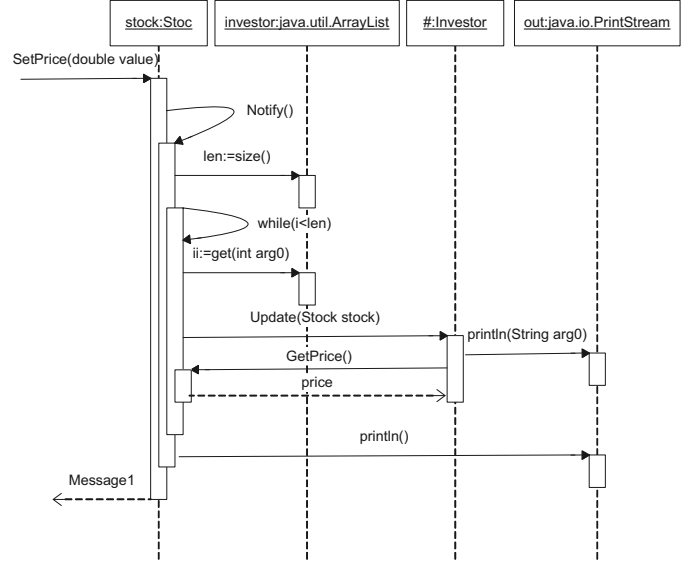 stock:Stoc
investor:java.util.ArrayList
#:Investor
out:java.io.PrintStream
SetPrice(double value)
Notify()
len:=size()
while(i<len)
ii:=get(int arg0)
Update(Stock stock)
println(String arg0)
GetPrice()
price
println()
Message1